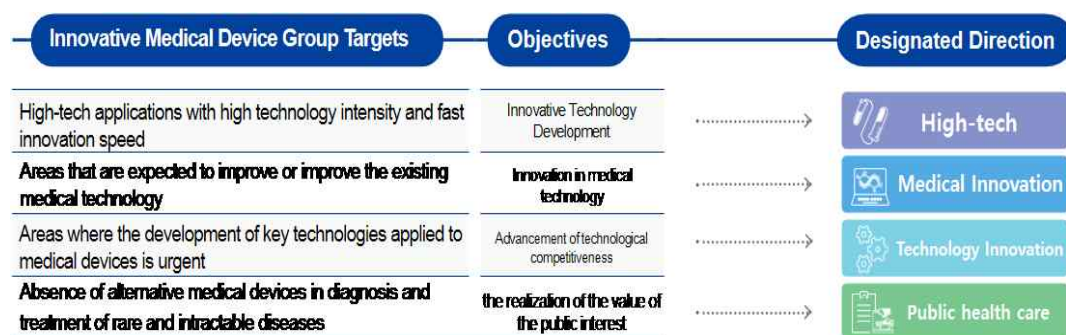 Innovative Medical Device Group Targets
Objectives
Designated Direction
High-tech applications with high technology intensity and fast
innovation speed
Innovative Technology
Development
High-tech
Areas that are expected to improve or improve the existing
medical technology
Innovation in medical
technology
Medical Innovation
Areas where the development of key technologies applied to
medical devices is urgent
Advancement of technological
competitiveness
Technology Innovation
Absence of alternative medical devices in diagnosis and
treatment of rare and intractable diseases
the realization of the value of
the public interest
Public health care